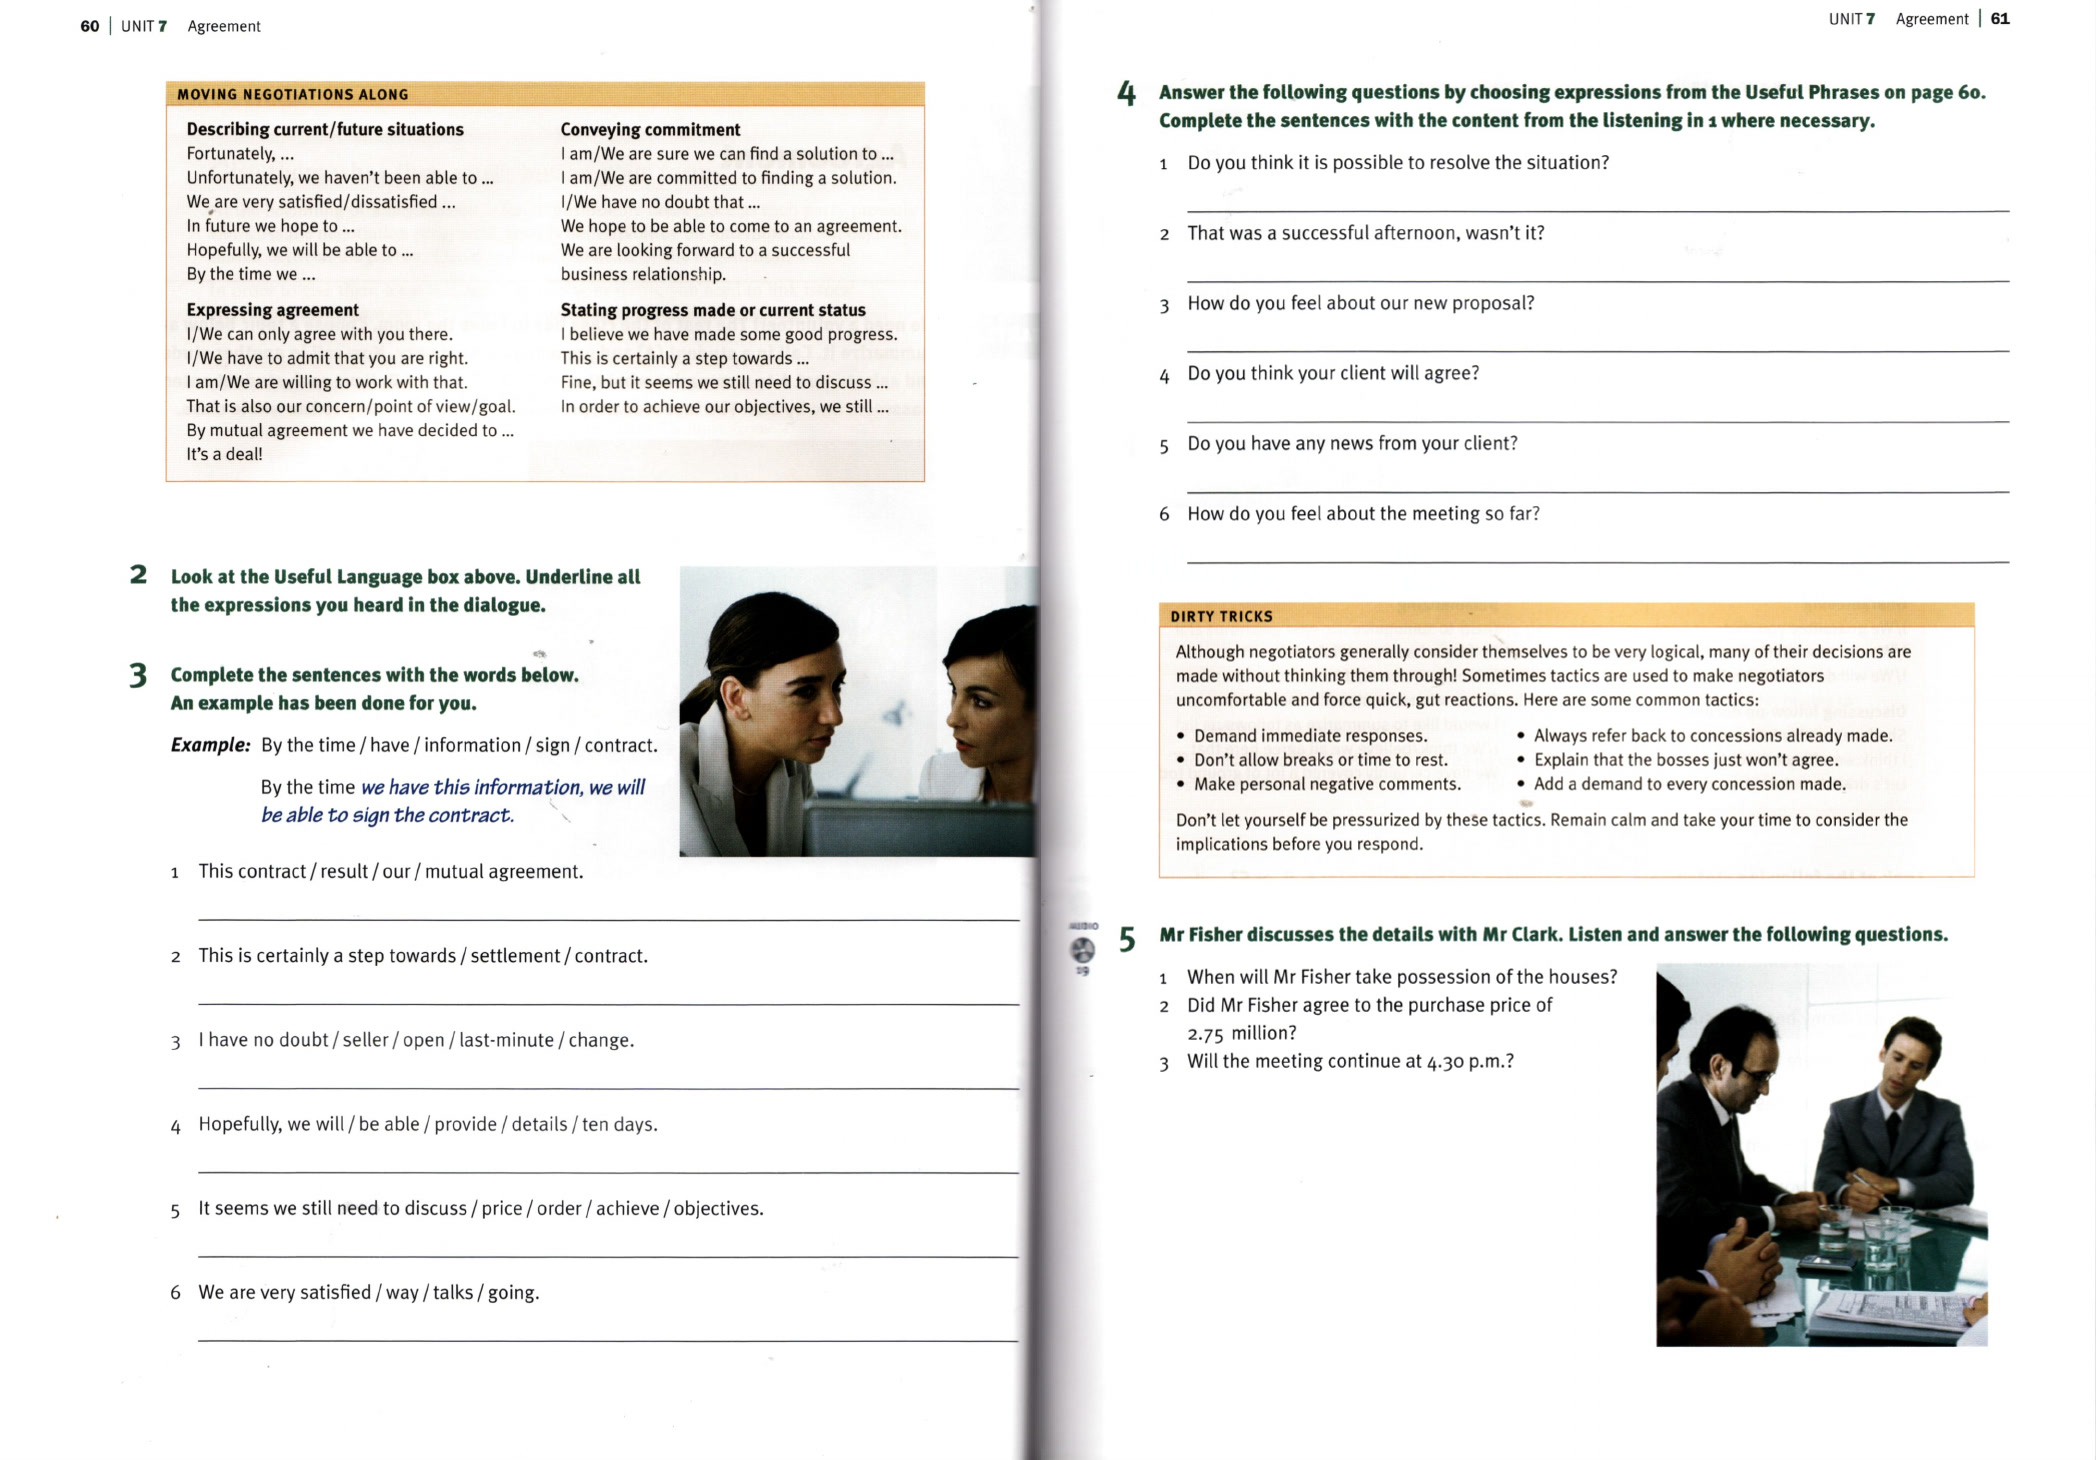 60 | UNIT 7 Agreement
MOVING NEGOTIATIONS ALONG
Describing current/future situations
Fortunately, ...
Unfortunately, we haven't been able to ...
We are very satisfied/dissatisfied ...
In future we hope to ...
Hopefully, we will be able to ...
By the time we ...
Expressing agreement
I/We can only agree with you there.
I/We have to admit that you are right.
I am/We are willing to work with that.
That is also our concern/point of view/goal.
By mutual agreement we have decided to ...
It's a deal!
Conveying commitment
I am/We are sure we can find a solution to ...
I am/We are committed to finding a solution.
I/We have no doubt that ...
We hope to be able to come to an agreement.
We are looking forward to a successful
business relationship.
Stating progress made or current status
I believe we have made some good progress.
This is certainly a step towards ...
Fine, but it seems we still need to discuss ...
In order to achieve our objectives, we still ...
2 Look at the Useful Language box above. Underline all
the expressions you heard in the dialogue.
3 Complete the sentences with the words below.
An example has been done for you.
Example: By the time / have / information / sign / contract.
By the time we have this information, we will
be able to sign the contract.
1 This contract / result / our / mutual agreement.
2 This is certainly a step towards / settlement / contract.
3 I have no doubt / seller / open / last-minute / change.
4 Hopefully, we will / be able / provide / details / ten days.
5 It seems we still need to discuss / price / order / achieve / objectives.
6 We are very satisfied / way / talks / going.
UNIT 7 Agreement | 61
4 Answer the following questions by choosing expressions from the Useful Phrases on page 60.
Complete the sentences with the content from the listening in 1 where necessary.
1 Do you think it is possible to resolve the situation?
2 That was a successful afternoon, wasn't it?
3 How do you feel about our new proposal?
4 Do you think your client will agree?
5 Do you have any news from your client?
6 How do you feel about the meeting so far?
DIRTY TRICKS
Although negotiators generally consider themselves to be very logical, many of their decisions are
made without thinking them through! Sometimes tactics are used to make negotiators
uncomfortable and force quick, gut reactions. Here are some common tactics:
• Demand immediate responses.
• Don't allow breaks or time to rest.
• Make personal negative comments.
• Always refer back to concessions already made.
• Explain that the bosses just won't agree.
• Add a demand to every concession made.
Don't let yourself be pressurized by these tactics. Remain calm and take your time to consider the
implications before you respond.
AUDIO
19
5 Mr Fisher discusses the details with Mr Clark. Listen and answer the following questions.
1 When will Mr Fisher take possession of the houses?
2 Did Mr Fisher agree to the purchase price of
2.75 million?
3 Will the meeting continue at 4.30 p.m.?